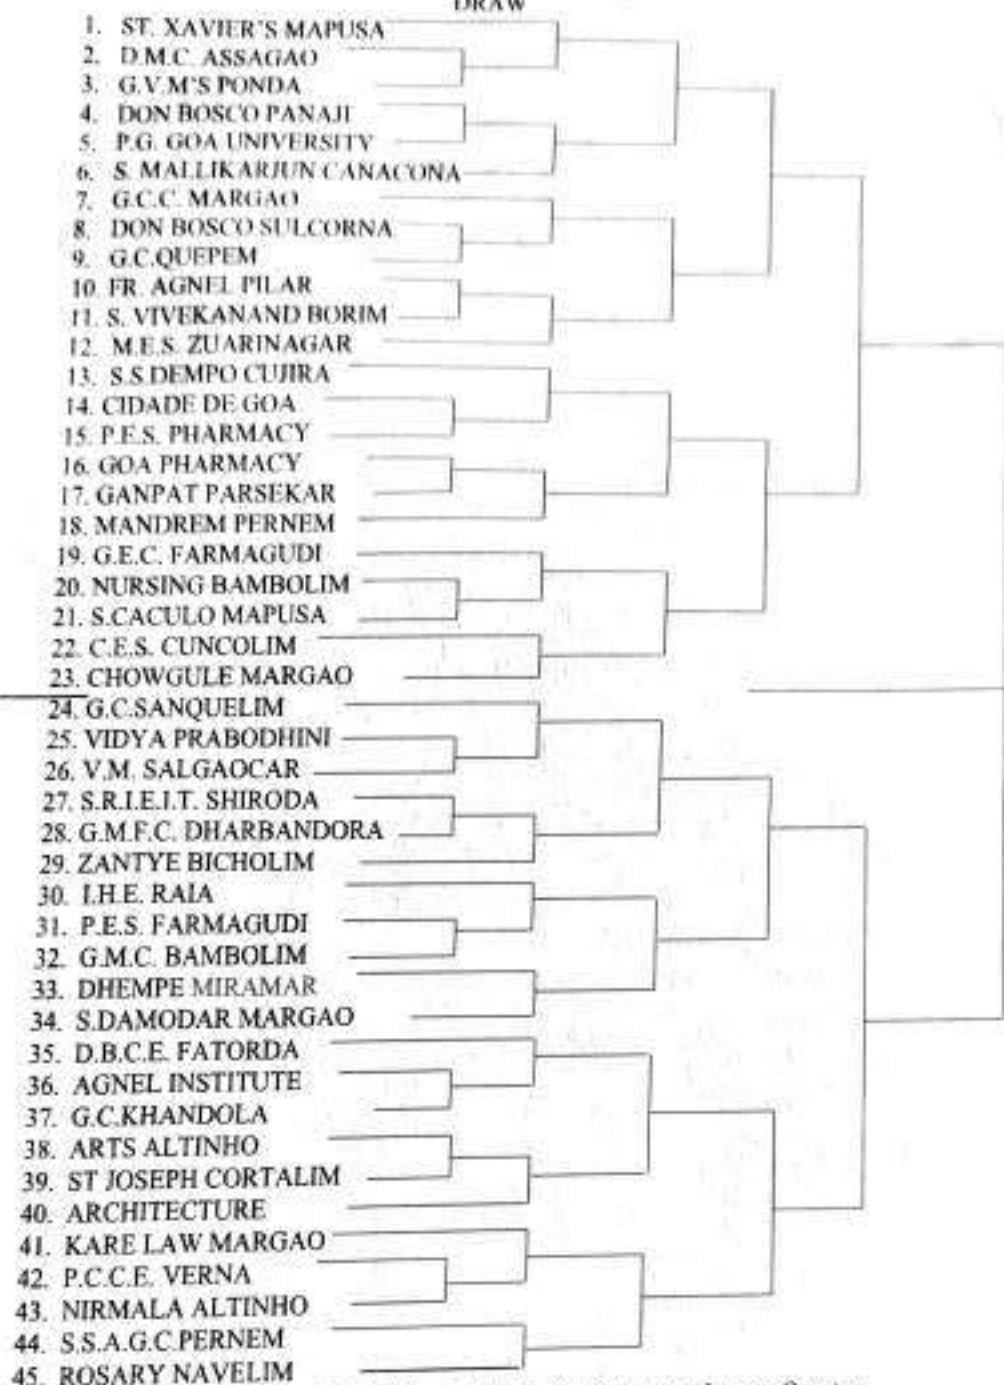 DRAW
1. ST. XAVIER'S MAPUSA
2. D.M.C. ASSAGAO
3. G.V.M'S PONDA
4. DON BOSCO PANAJI
5. P.G. GOA UNIVERSITY
6. S. MALLIKARJUN CANACONA
7. G.C.C. MARGAO
8. DON BOSCO SULCORNA
9. G.C.QUEPEM
10. FR. AGNEL PILAR
11. S. VIVEKANAND BORIM
12. M.E.S. ZUARINAGAR
13. S.S.DEMPO CUJIRA
14. CIDADE DE GOA
15. P.E.S. PHARMACY
16. GOA PHARMACY
17. GANPAT PARSEKAR
18. MANDREM PERNEM
19. G.E.C. FARMAGUDI
20. NURSING BAMBOLIM
21. S.CACULO MAPUSA
22. C.E.S. CUNCOLIM
23. CHOWGULE MARGAO
24. G.C.SANQUELIM
25. VIDYA PRABODHINI
26. V.M. SALGAOCAR
27. S.R.I.E.I.T. SHIRODA
28. G.M.F.C. DHARBANDORA
29. ZANTYE BICHOLIM
30. I.H.E. RAIA
31. P.E.S. FARMAGUDI
32. G.M.C. BAMBOLIM
33. DHEMPE MIRAMAR
34. S.DAMODAR MARGAO
35. D.B.C.E. FATORDA
36. AGNEL INSTITUTE
37. G.C.KHANDOLA
38. ARTS ALTINHO
39. ST JOSEPH CORTALIM
40. ARCHITECTURE
41. KARE LAW MARGAO
42. P.C.C.E. VERNA
43. NIRMALA ALTINHO
44. S.S.A.G.C.PERNEM
45. ROSARY NAVELIM